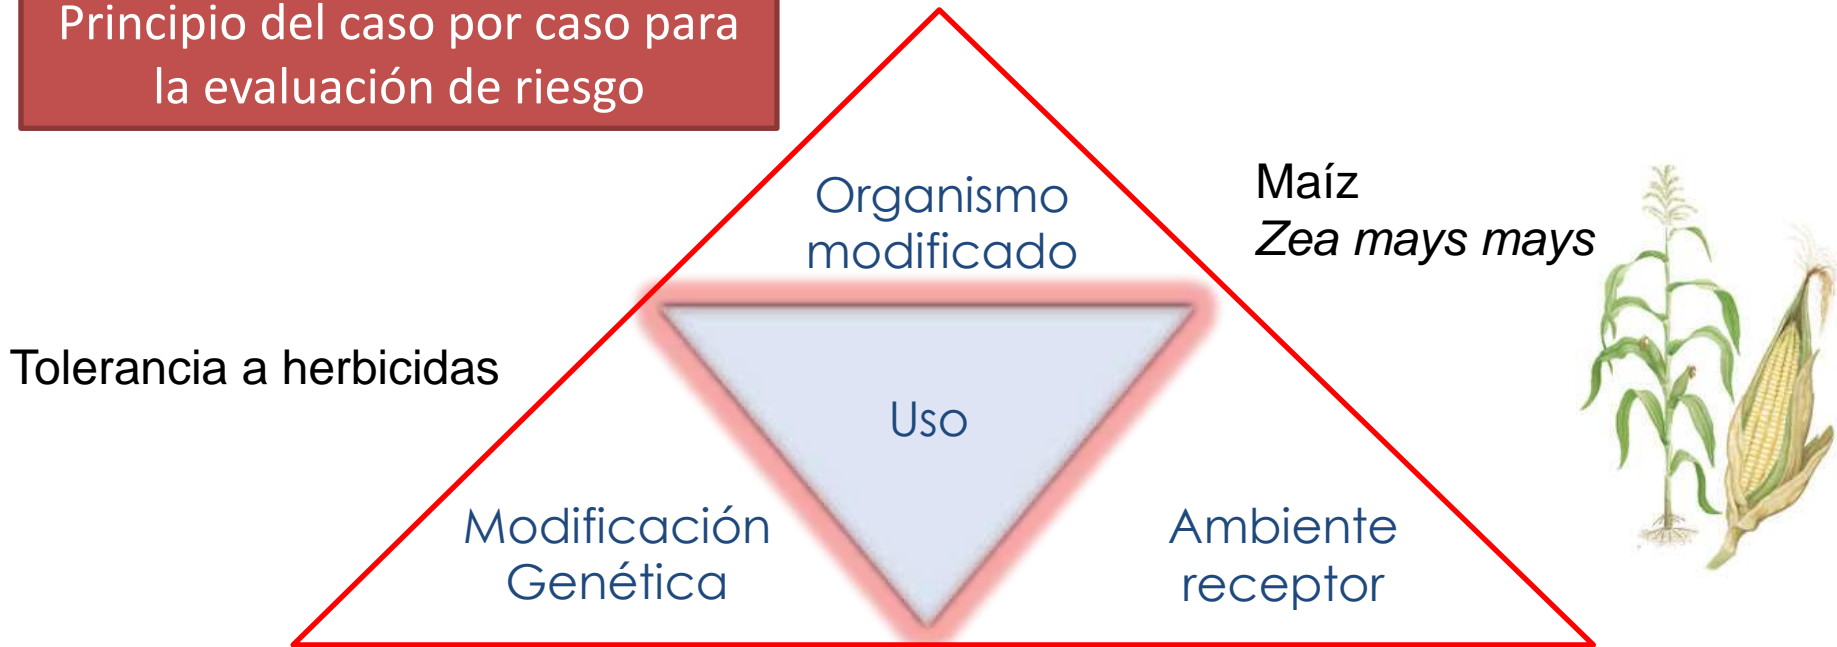 Principio del caso por caso para
la evaluación de riesgo
Organismo
modificado
Maíz
Zea mays mays
Tolerancia a herbicidas
Uso
Modificación
Genética
Ambiente
receptor